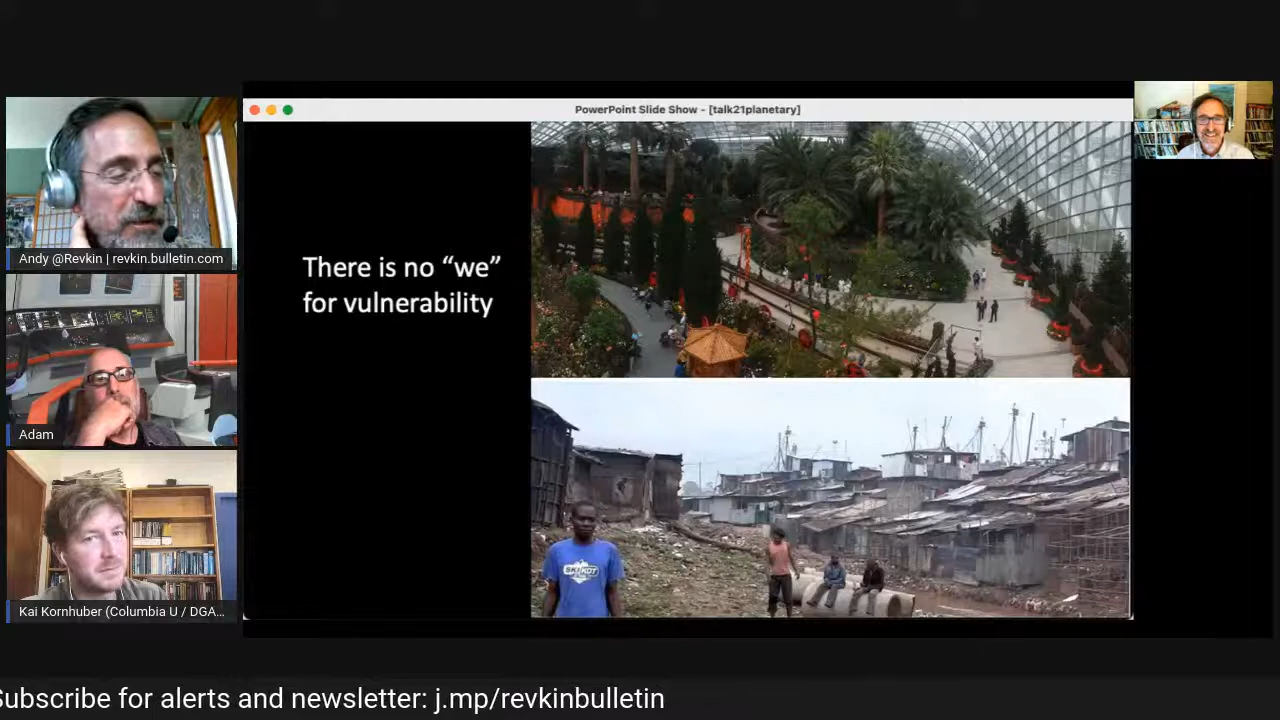 PowerPoint Slide Show - [talk21planetary]
Andy @Revkin | revkin.bulletin.com
Adam
Kai Kornhuber (Columbia U / DGA...
There is no “we”
for vulnerability
Subscribe for alerts and newsletter: j.mp/revkinbulletin